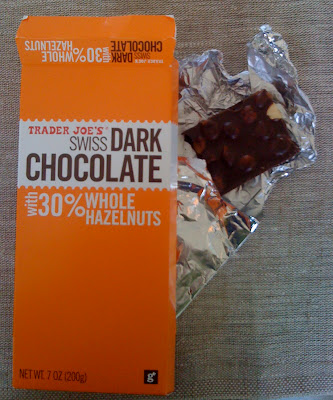 SWISS DARK
CHOCOLATE
with 30% WHOLE
HAZELNUTS
TRADER JOE'S
SWISS DARK
CHOCOLATE
with 30% WHOLE
HAZELNUTS
NET WT. 7 OZ (200g)
g